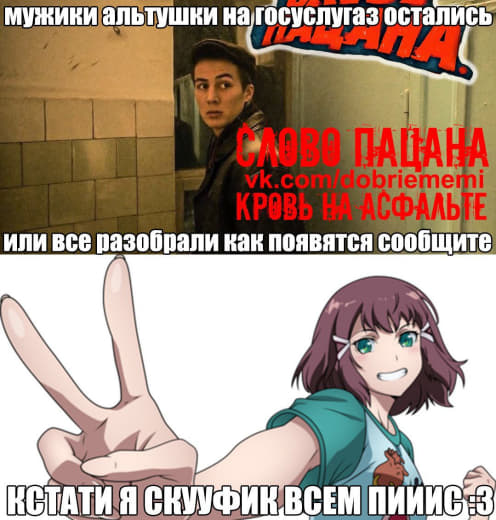 мужики альтушки на госуслугаз остались
ПАЦАНА.
СЛОВО ПАЦАНА
vk.com/dobriememi
КРОВЬ НА АСФАЛЬТЕ
или все разобрали как появятся сообщите
КСТАТИ Я СКУУФИК ВСЕМ ПИИИС :3